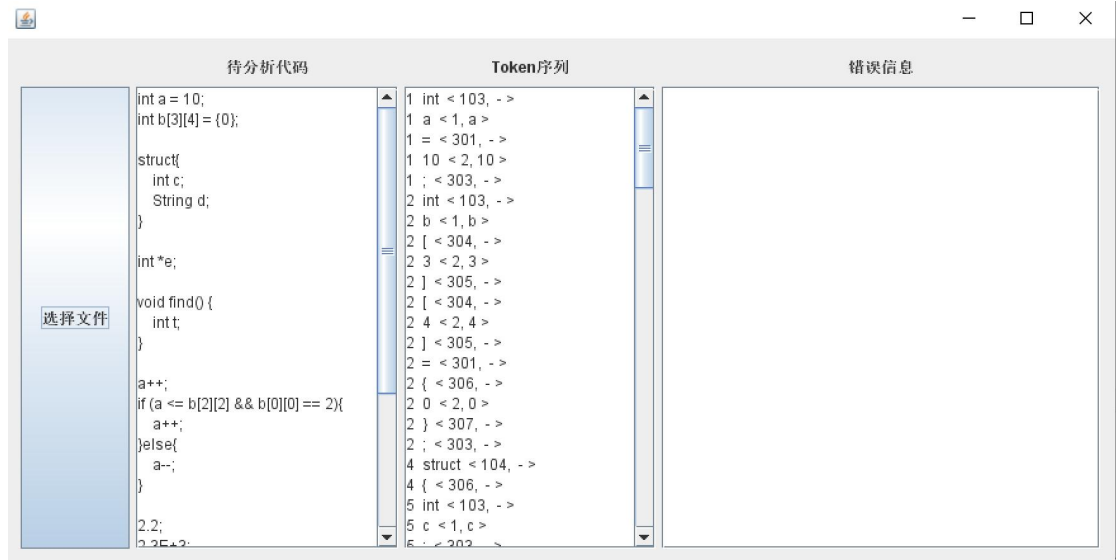 待分析代码
Token序列
错误信息
选择文件
int a = 10;
int b[3][4] = {0};
struct{
int c;
String d;
}
int *e;
void find() {
int t;
}
a++;
if (a <= b[2][2] && b[0][0] == 2){
a++;
}else{
a--;
}
2.2;
2.3E+3;
1 int < 103, - >
1 a < 1, a >
1 = < 301, - >
1 10 < 2, 10 >
1 ; < 303, - >
2 int < 103, - >
2 b < 1, b >
2 [ < 304, - >
2 3 < 2, 3 >
2 ] < 305, - >
2 [ < 304, - >
2 4 < 2, 4 >
2 ] < 305, - >
2 = < 301, - >
2 { < 306, - >
2 0 < 2, 0 >
2 } < 307, - >
2 ; < 303, - >
4 struct < 104, - >
4 { < 306, - >
5 int < 103, - >
5 c < 1, c >
5 ; < 303, - >